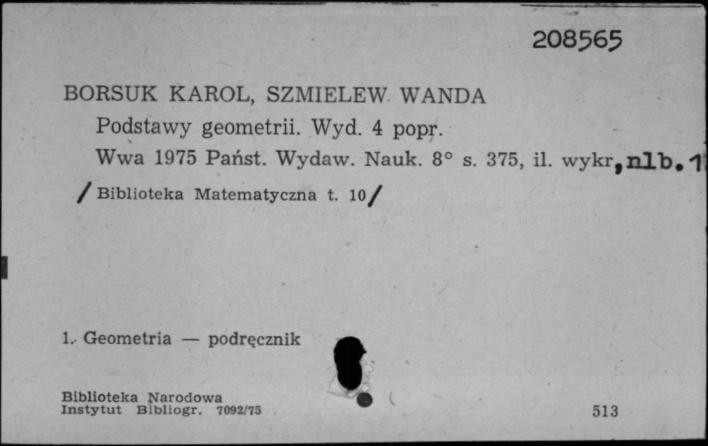 208565
BORSUK KAROL, SZMIELEW WANDA
Podstawy geometrii. Wyd. 4 popr.
Wwa 1975 Państ. Wydaw. Nauk. 8° s. 375, il. wykr, nlb. 1
/ Biblioteka Matematyczna t. 10/
1. Geometria — podręcznik
Biblioteka Narodowa
Instytut Bibliogr. 7092/75
513